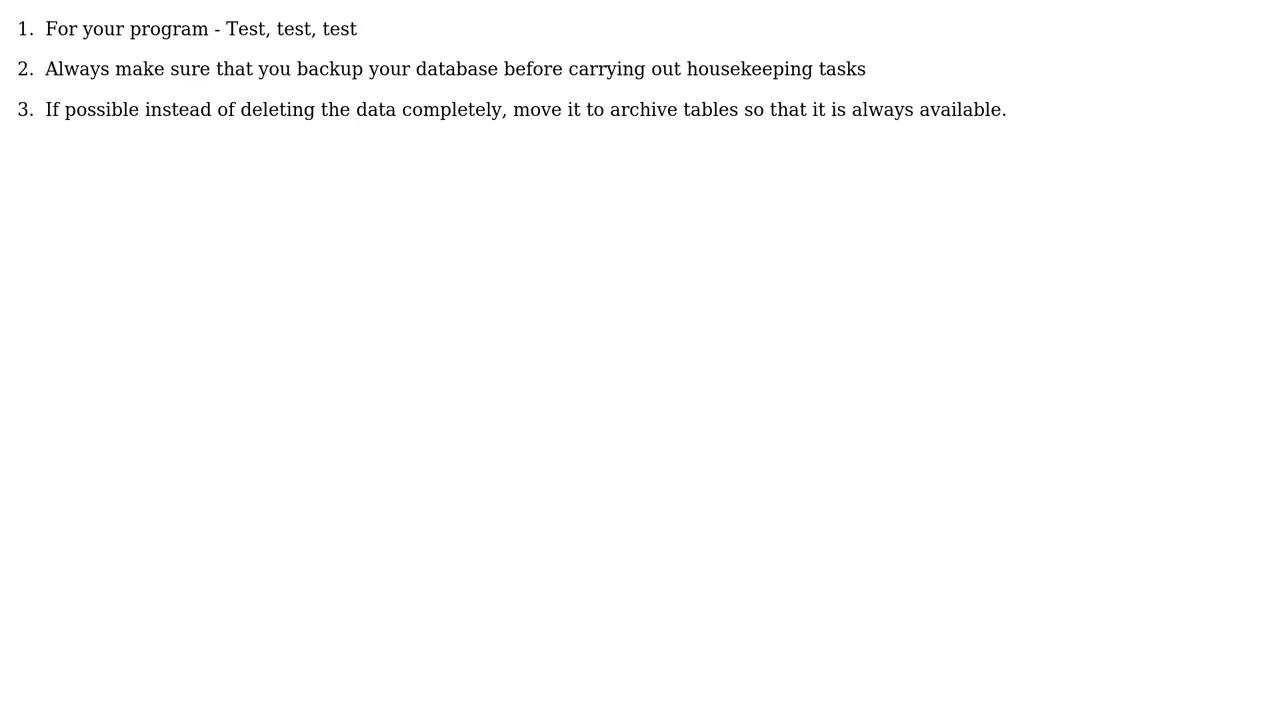 1. For your program - Test, test, test
2. Always make sure that you backup your database before carrying out housekeeping tasks
3. If possible instead of deleting the data completely, move it to archive tables so that it is always available.